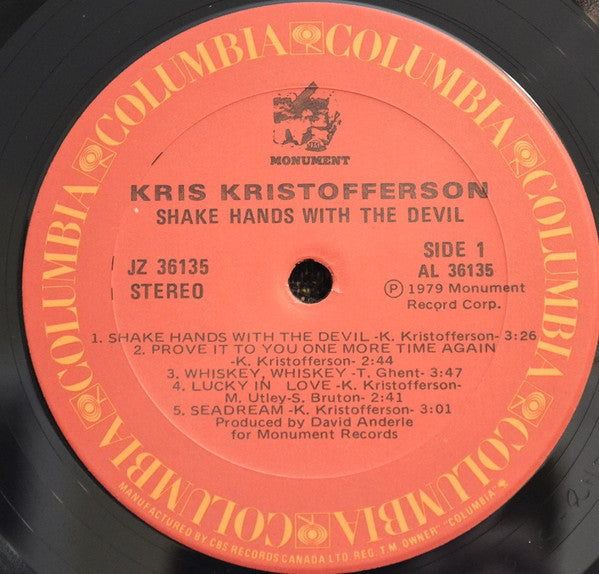 COLUMBIA COLUMBIA COLUMBIA COLUMBIA COLUMBIA COLUMBIA COLUMBIA
MONUMENT
KRIS KRISTOFFERSON
SHAKE HANDS WITH THE DEVIL
JZ 36135
STEREO
SIDE 1
AL 36135
Ⓟ 1979 Monument
Record Corp.
1. SHAKE HANDS WITH THE DEVIL -K. Kristofferson- 3:26
2. PROVE IT TO YOU ONE MORE TIME AGAIN
-K. Kristofferson- 2:44
3. WHISKEY, WHISKEY -T. Ghent- 3:47
4. LUCKY IN LOVE -K. Kristofferson-
M. Utley-S. Bruton- 2:41
5. SEADREAM -K. Kristofferson- 3:01
Produced by David Anderle
for Monument Records
MANUFACTURED BY CBS RECORDS CANADA LTD. REG. T.M. OWNER "COLUMBIA"